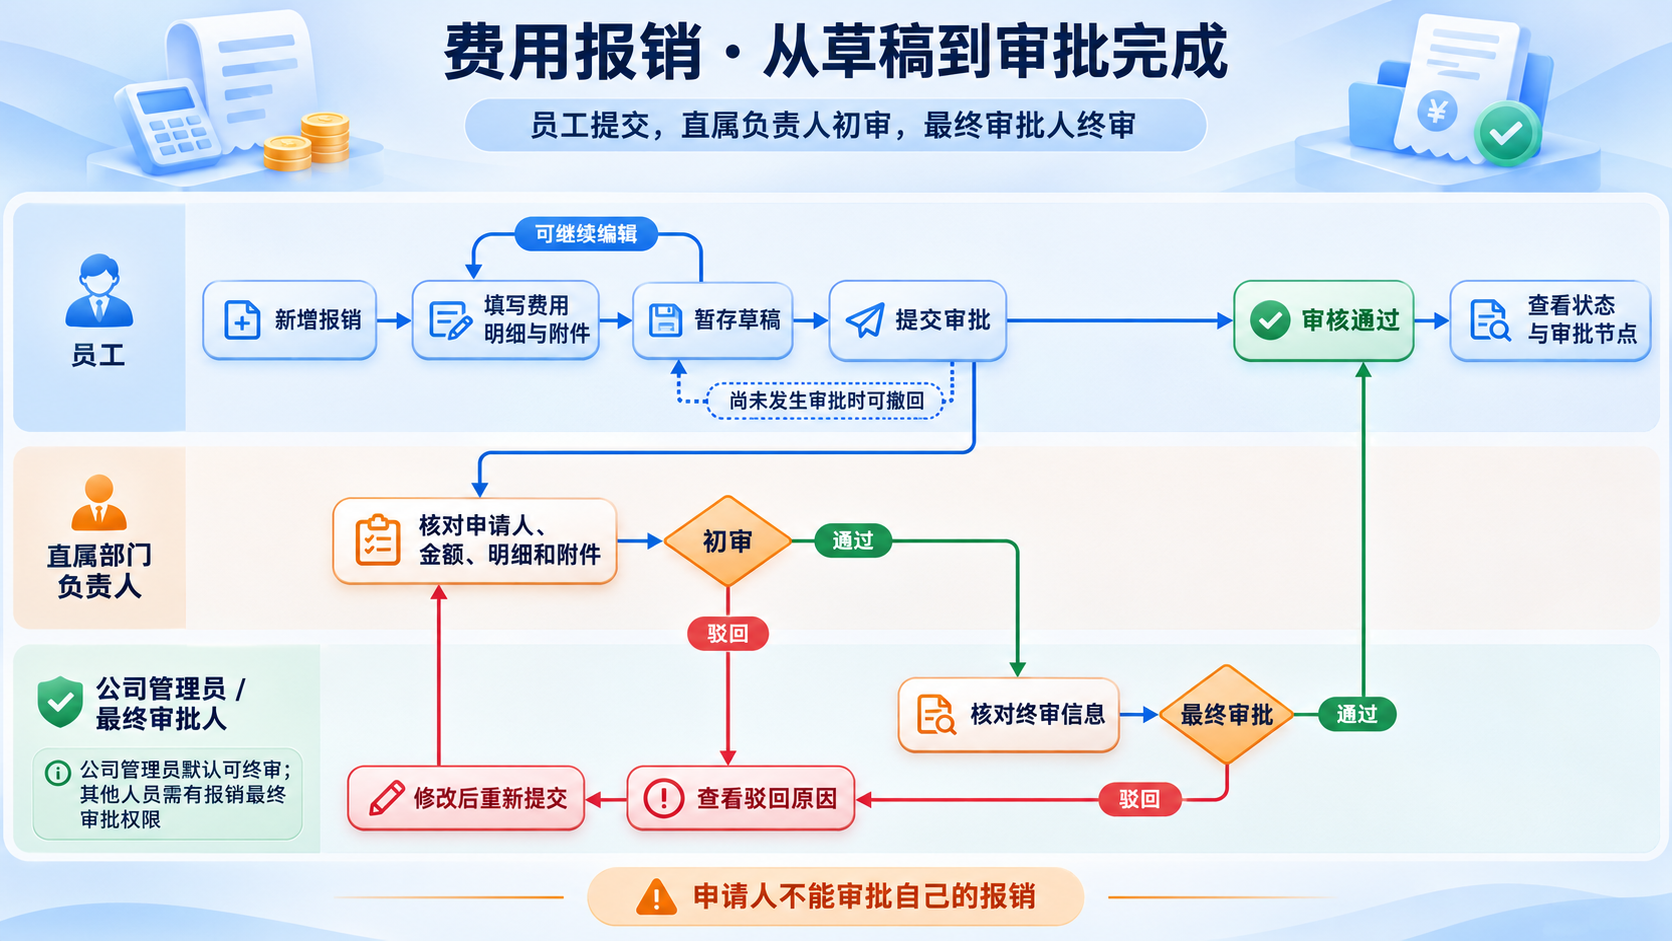 费用报销·从草稿到审批完成
员工提交，直属负责人初审，最终审批人终审
员工
可继续编辑
新增报销
填写费用
明细与附件
暂存草稿
提交审批
审核通过
查看状态
与审批节点
尚未发生审批时可撤回
直属部门
负责人
核对申请人、
金额、明细和附件
初审
通过
驳回
公司管理员 /
最终审批人
公司管理员默认可终审；
其他人员需有报销最终
审批权限
核对终审信息
最终审批
通过
修改后重新提交
查看驳回原因
驳回
申请人不能审批自己的报销
¥